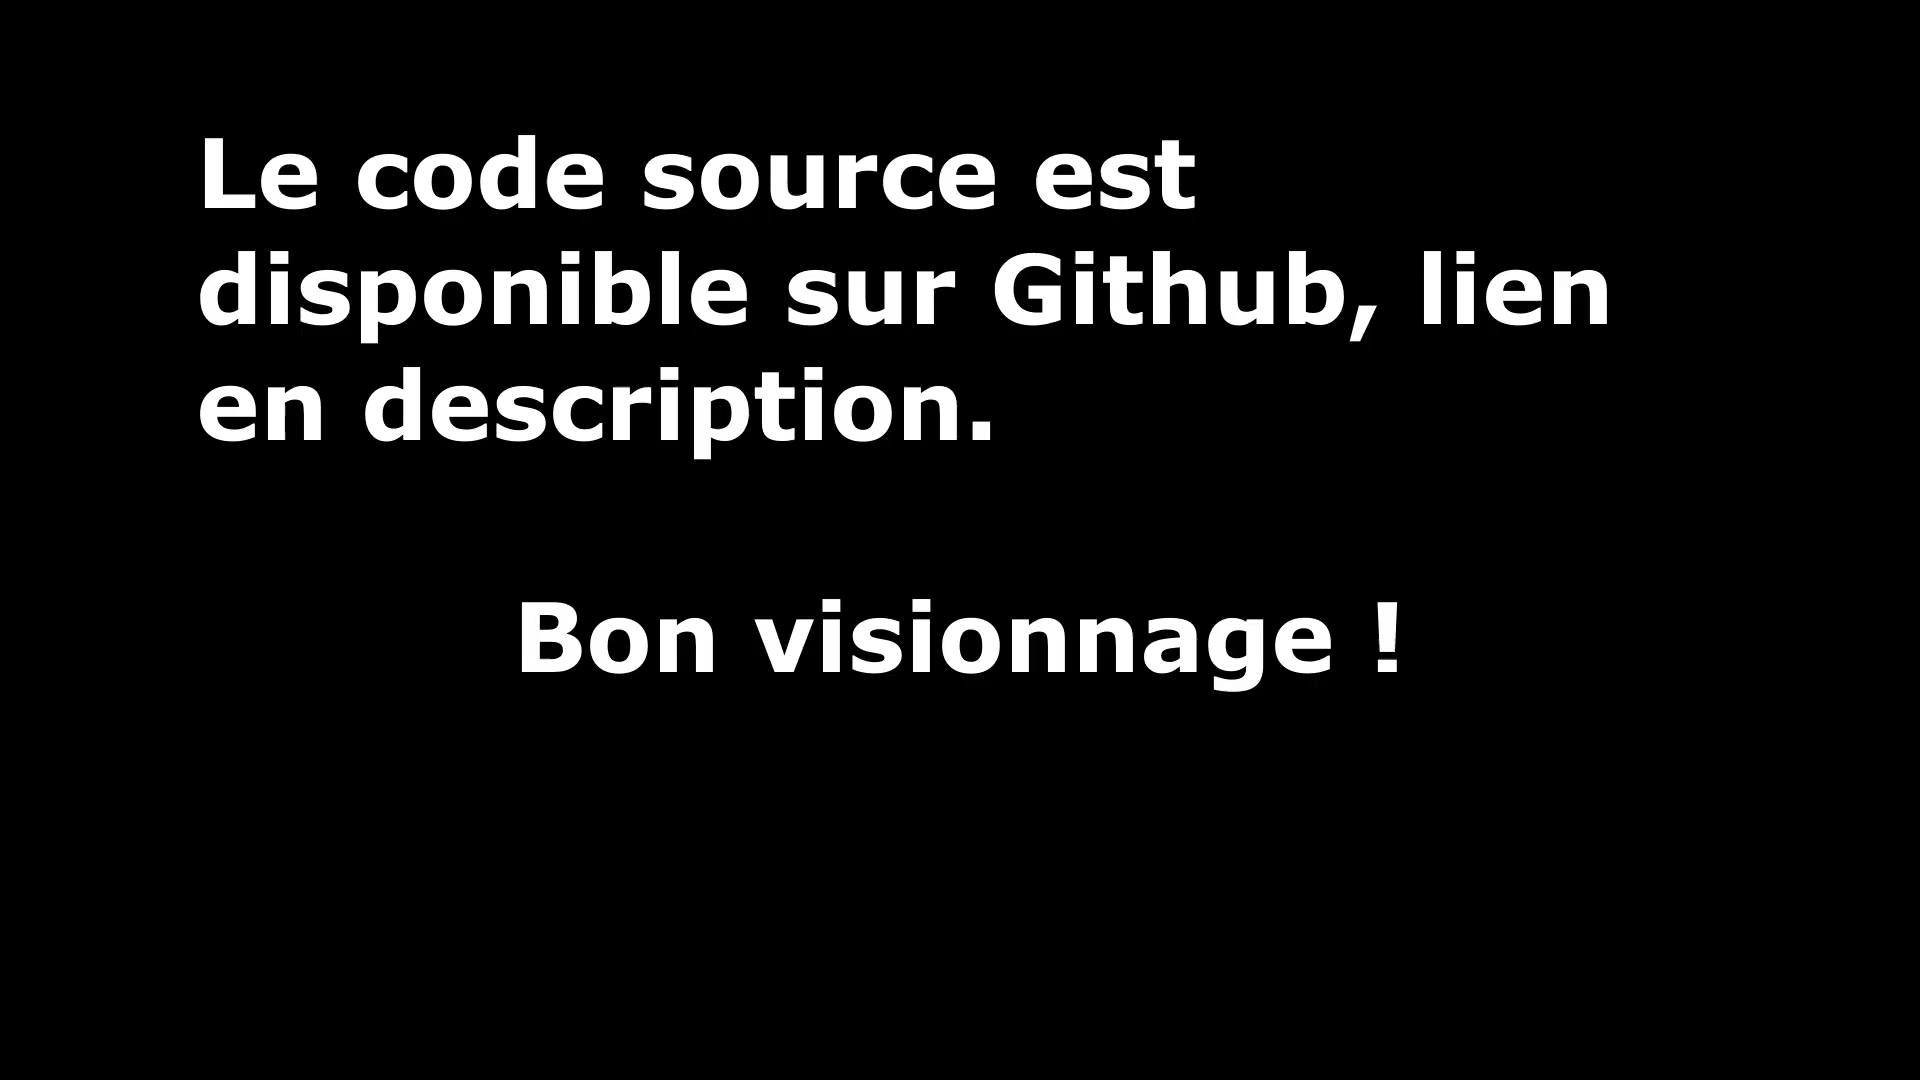 Le code source est
disponible sur Github, lien
en description.
Bon visionnage !